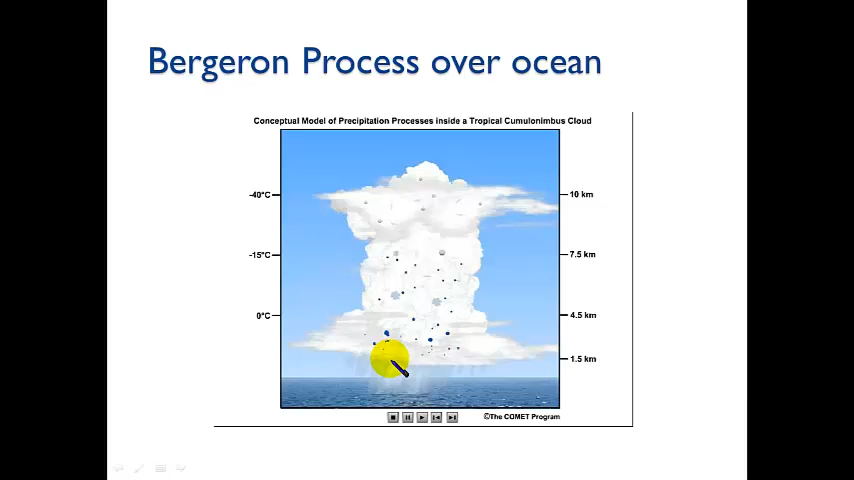 Bergeron Process over ocean
Conceptual Model of Precipitation Processes inside a Tropical Cumulonimbus Cloud
-40°C
10 km
-15°C
7.5 km
0°C
4.5 km
1.5 km
©The COMET Program